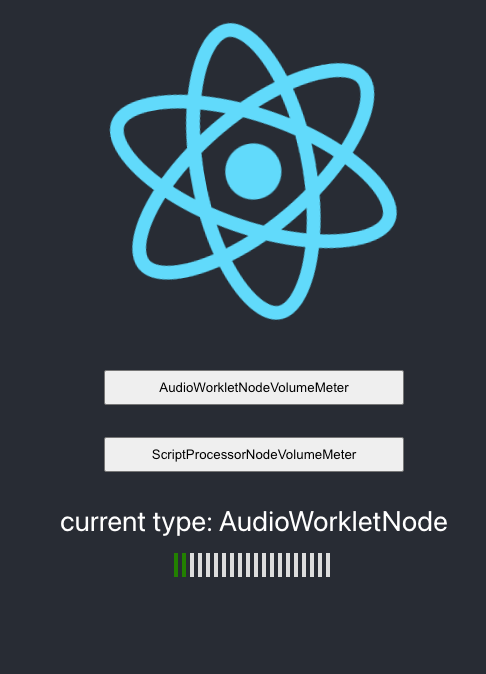 AudioWorkletNodeVolumeMeter
ScriptProcessorNodeVolumeMeter
current type: AudioWorkletNode